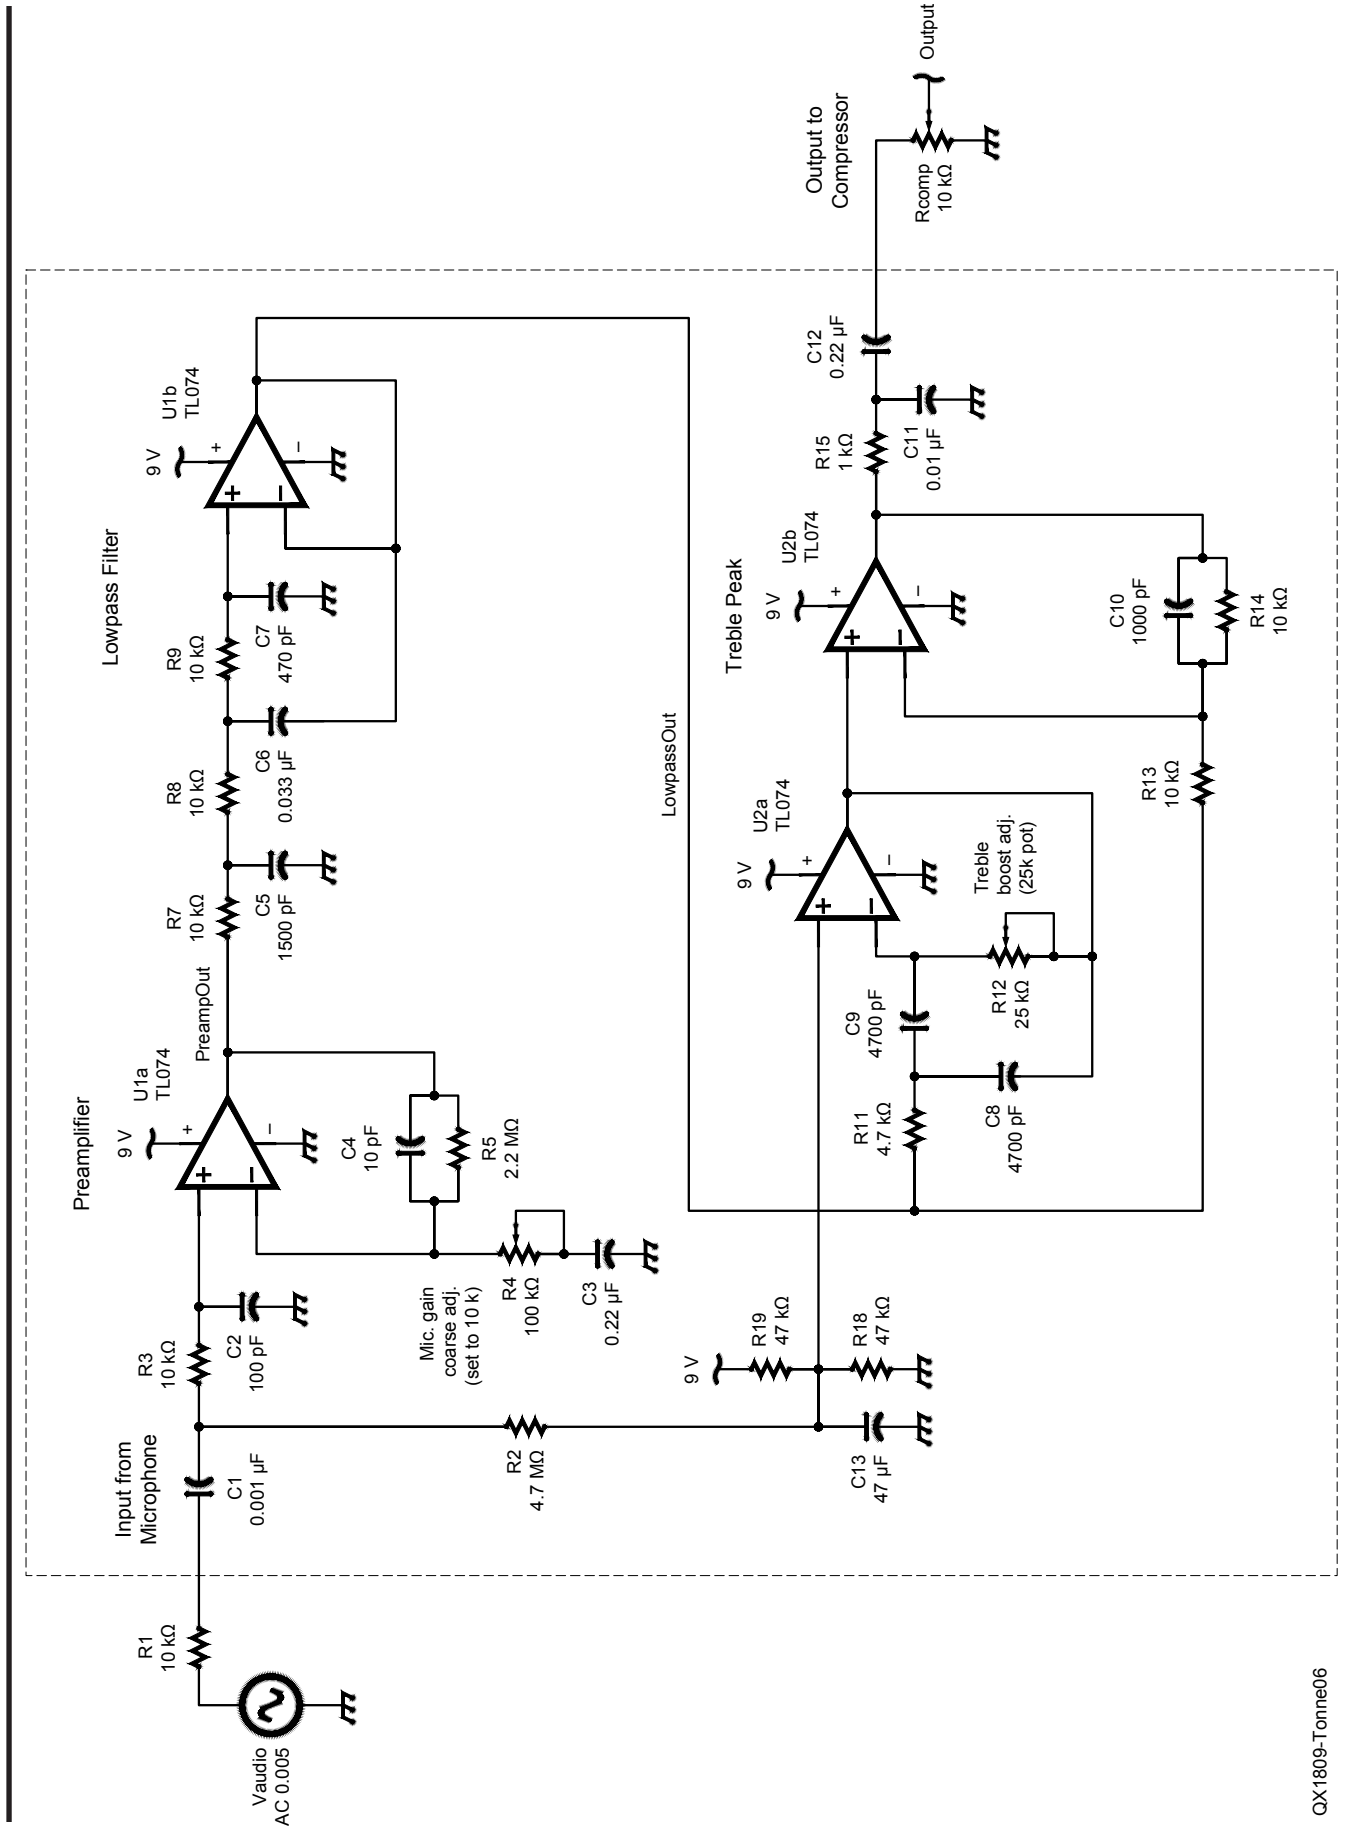 Preamplifier
Lowpass Filter
Input from
Microphone
Vaudio
AC 0.005
R1
10 kΩ
C1
0.001 µF
R3
10 kΩ
C2
100 pF
9 V
+
–
+
–
U1a
TL074
PreampOut
C4
10 pF
R5
2.2 MΩ
Mic. gain
coarse adj.
(set to 10 k)
R4
100 kΩ
C3
0.22 µF
R2
4.7 MΩ
R7
10 kΩ
C5
1500 pF
R8
10 kΩ
C6
0.033 µF
R9
10 kΩ
C7
470 pF
9 V
+
–
+
–
U1b
TL074
LowpassOut
Treble Peak
9 V
R19
47 kΩ
R18
47 kΩ
C13
47 µF
R11
4.7 kΩ
C9
4700 pF
C8
4700 pF
R12
25 kΩ
Treble
boost adj.
(25k pot)
9 V
+
–
+
–
U2a
TL074
R13
10 kΩ
9 V
+
–
+
–
U2b
TL074
C10
1000 pF
R14
10 kΩ
R15
1 kΩ
C11
0.01 µF
C12
0.22 µF
Output to
Compressor
Rcomp
10 kΩ
Output
QX1809-Tonne06